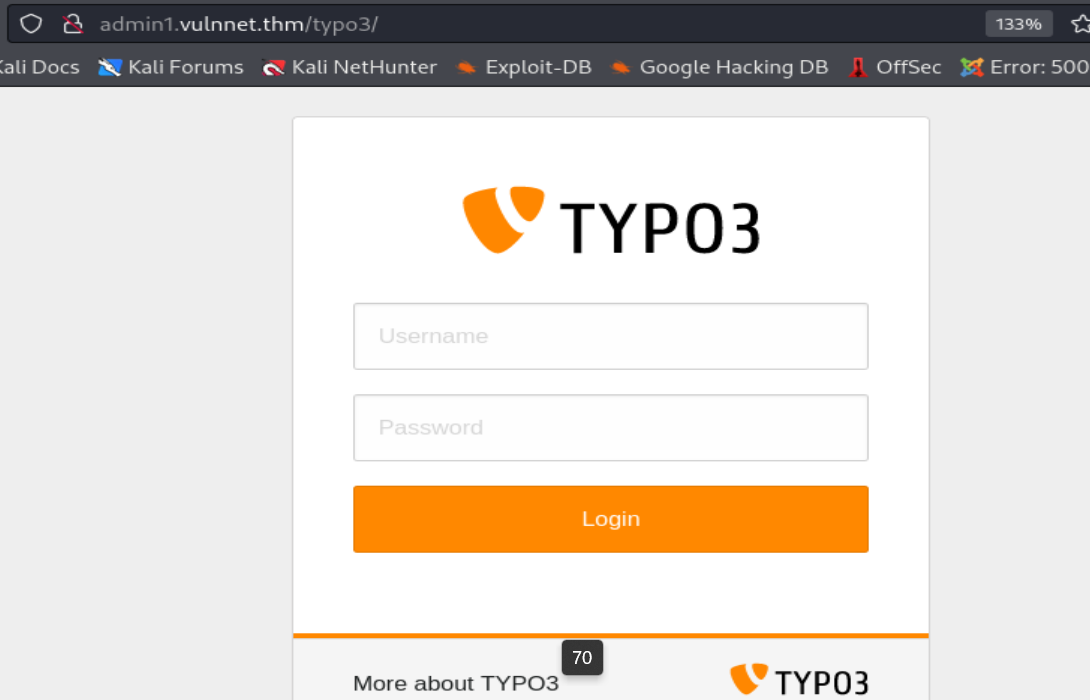 admin1.vulnnet.thm/typo3/ 133%
Kali Docs Kali Forums Kali NetHunter Exploit-DB Google Hacking DB OffSec Error: 500
TYPO3
Username
Password
Login
70
More about TYPO3 TYPO3